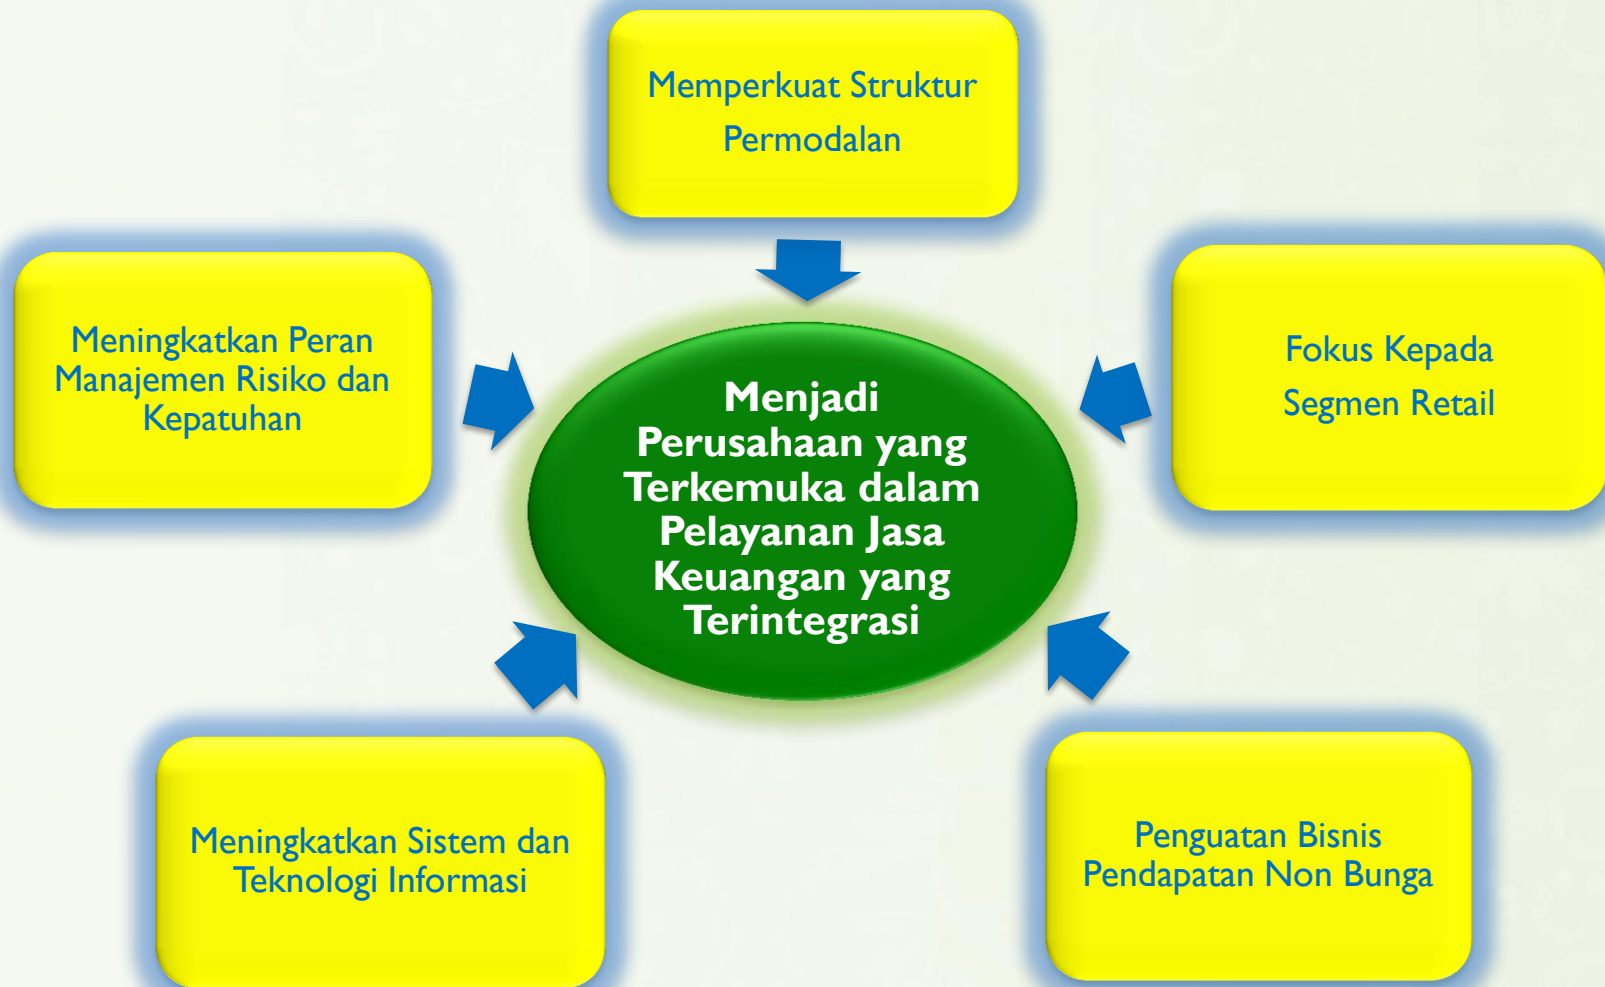 Memperkuat Struktur
Permodalan
Meningkatkan Peran
Manajemen Risiko dan
Kepatuhan
Fokus Kepada
Segmen Retail
Menjadi
Perusahaan yang
Terkemuka dalam
Pelayanan Jasa
Keuangan yang
Terintegrasi
Meningkatkan Sistem dan
Teknologi Informasi
Penguatan Bisnis
Pendapatan Non Bunga